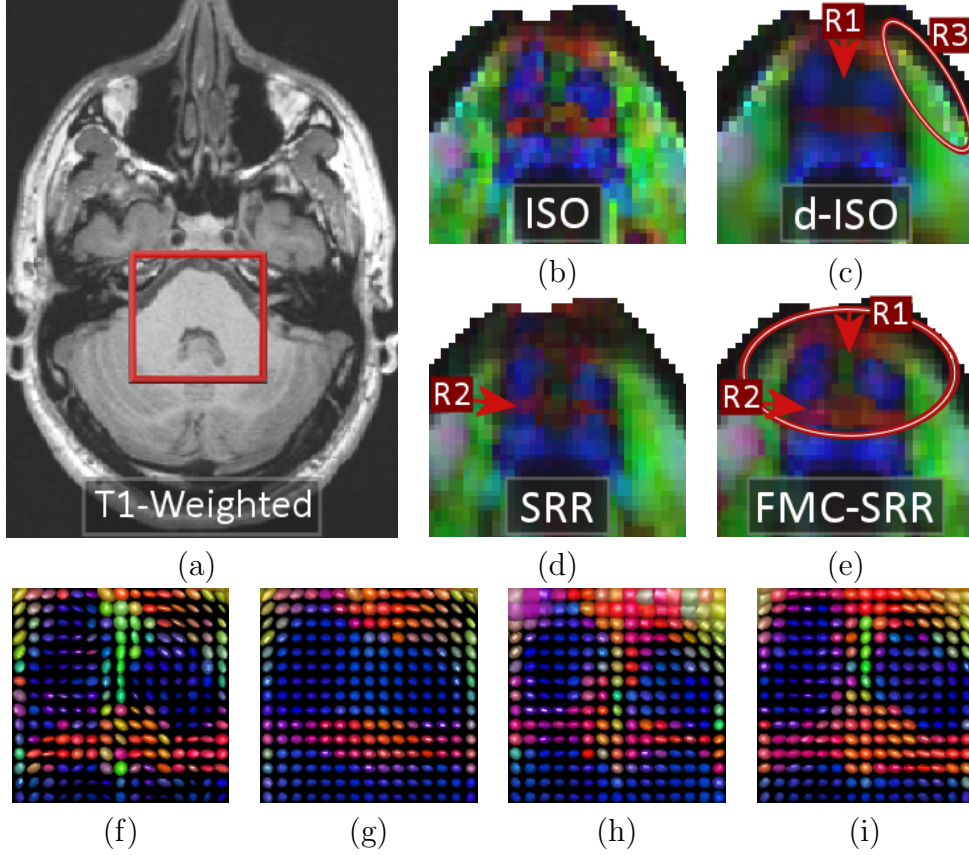 T1-Weighted
(a)
ISO
(b)
R1
R3
d-ISO
(c)
R2
SRR
(d)
R1
R2
FMC-SRR
(e)
(f)
(g)
(h)
(i)